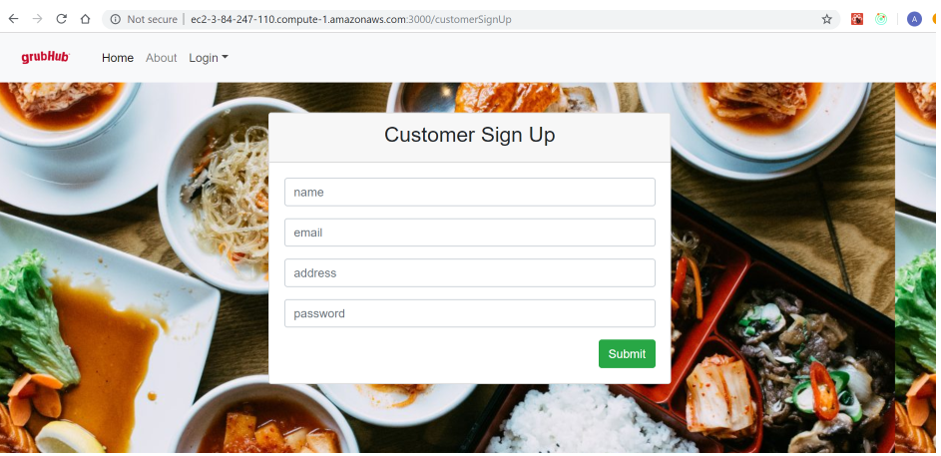 Not secure | ec2-3-84-247-110.compute-1.amazonaws.com:3000/customerSignUp
A
grubHub Home About Login
Customer Sign Up
name
email
address
password
Submit